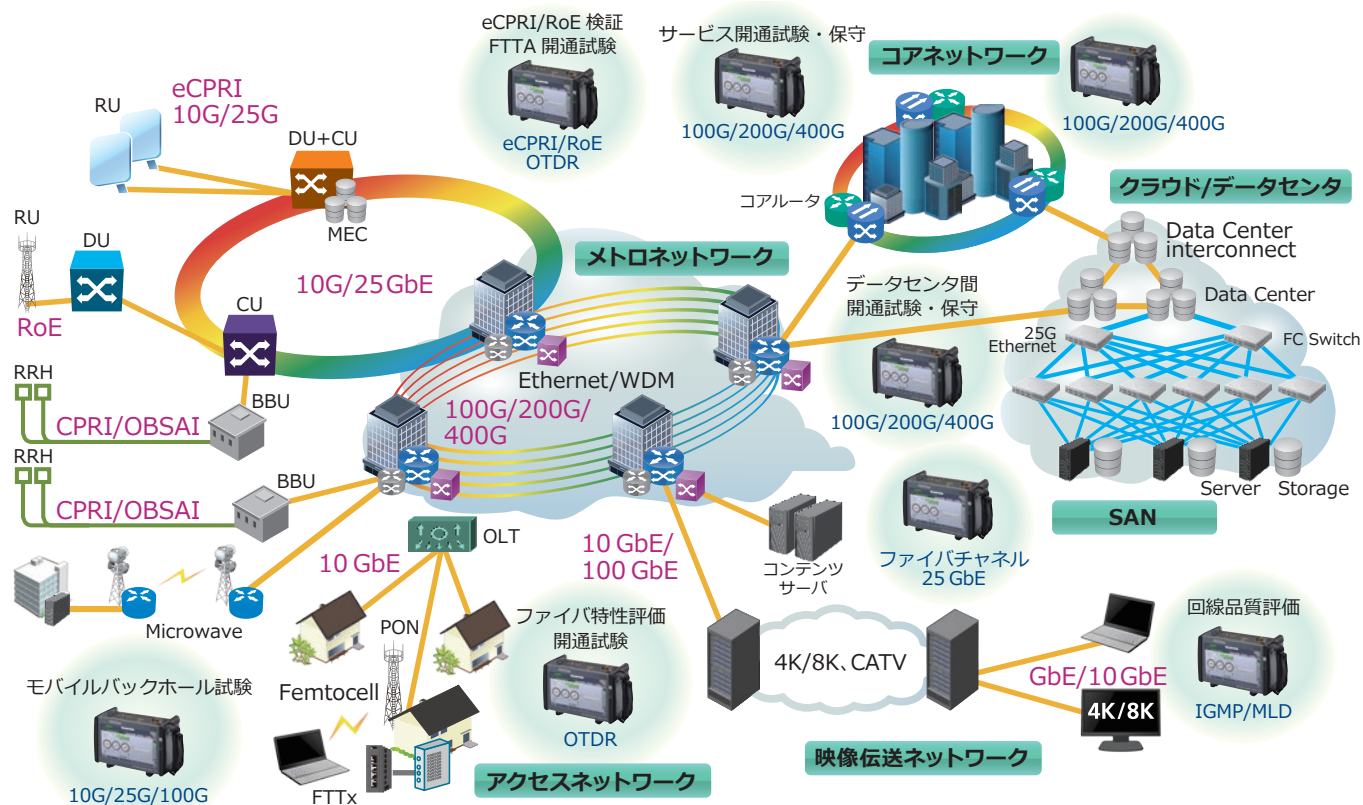 eCPRI/RoE 検証
FTTA 開通試験
eCPRI/RoE
OTDR
サービス開通試験・保守
100G/200G/400G
コアネットワーク
100G/200G/400G
RU
eCPRI
10G/25G
DU+CU
MEC
コアルータ
クラウド/データセンタ
RU
DU
RoE
10G/25 GbE
CU
メトロネットワーク
Data Center
interconnect
データセンタ間
開通試験・保守
100G/200G/400G
Data Center
25G
Ethernet
FC Switch
RRH
CPRI/OBSAI
BBU
Ethernet/WDM
100G/200G/
400G
RRH
CPRI/OBSAI
BBU
Server
Storage
SAN
OLT
10 GbE
10 GbE/
100 GbE
コンテンツ
サーバ
ファイバチャネル
25 GbE
Microwave
PON
ファイバ特性評価
開通試験
OTDR
4K/8K、CATV
回線品質評価
IGMP/MLD
GbE/10 GbE
4K/8K
モバイルバックホール試験
10G/25G/100G
Femtocell
FTTx
アクセスネットワーク
映像伝送ネットワーク